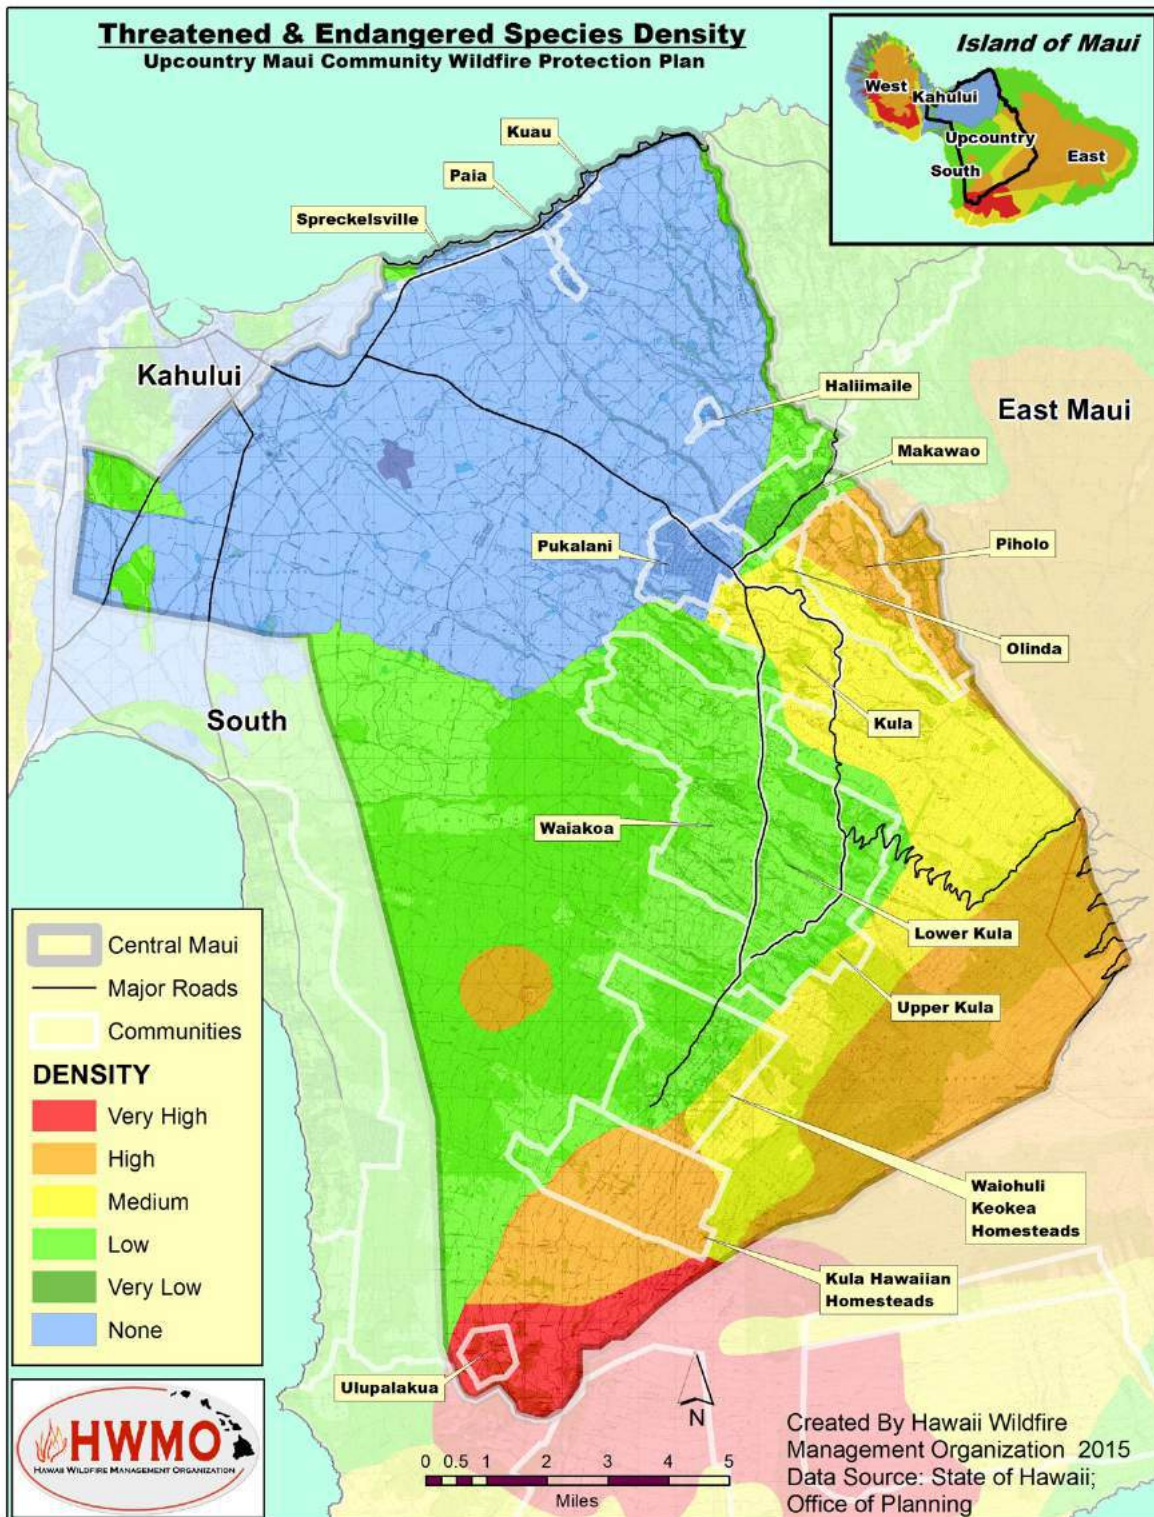 Threatened & Endangered Species Density
Upcountry Maui Community Wildfire Protection Plan
Island of Maui
West
Kahului
Upcountry
East
South
Kuau
Paia
Spreckelsville
Kahului
Haliimaile
East Maui
Makawao
Pukalani
Piholo
Olinda
South
Kula
Waiakoa
Lower Kula
Upper Kula
Waiohuli
Keokea
Homesteads
Kula Hawaiian
Homesteads
Ulupalakua
Central Maui
Major Roads
Communities
DENSITY
Very High
High
Medium
Low
Very Low
None
HWMO
HAWAII WILDFIRE MANAGEMENT ORGANIZATION
N
0 0.5 1 2 3 4 5
Miles
Created By Hawaii Wildfire
Management Organization 2015
Data Source: State of Hawaii;
Office of Planning